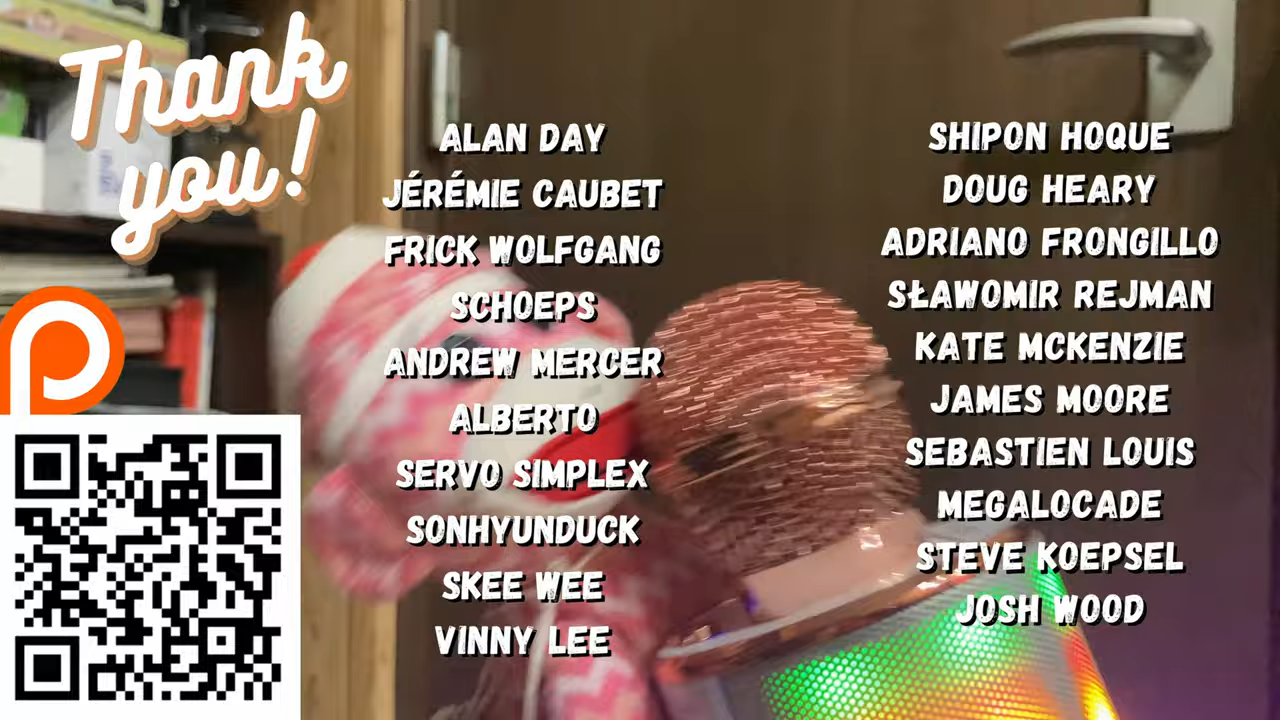 Thank
you!
ALAN DAY
JÉRÉMIE CAUBET
FRICK WOLFGANG
SCHOEPS
ANDREW MERCER
ALBERTO
SERVO SIMPLEX
SONHYUNDUCK
SKEE WEE
VINNY LEE
SHIPON HOQUE
DOUG HEARY
ADRIANO FRONGILLO
SŁAWOMIR REJMAN
KATE MCKENZIE
JAMES MOORE
SEBASTIEN LOUIS
MEGALOCADE
STEVE KOEPSEL
JOSH WOOD